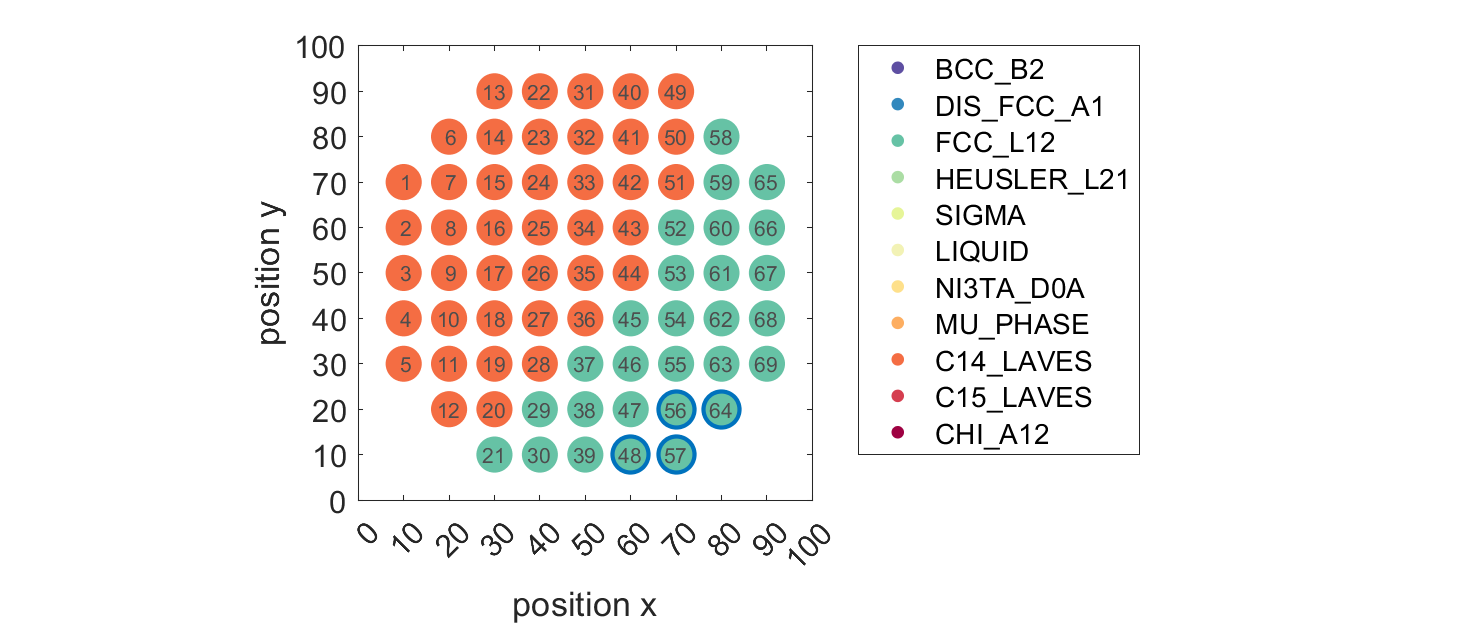 100
90
80
70
60
50
40
30
20
10
0
position y
13 22 31 40 49
6 14 23 32 41 50 58
1 7 15 24 33 42 51 59 65
2 8 16 25 34 43 52 60 66
3 9 17 26 35 44 53 61 67
4 10 18 27 36 45 54 62 68
5 11 19 28 37 46 55 63 69
12 20 29 38 47 56 64
21 30 39 48 57
0 10 20 30 40 50 60 70 80 90 100
position x
BCC_B2
DIS_FCC_A1
FCC_L12
HEUSLER_L21
SIGMA
LIQUID
NI3TA_D0A
MU_PHASE
C14_LAVES
C15_LAVES
CHI_A12